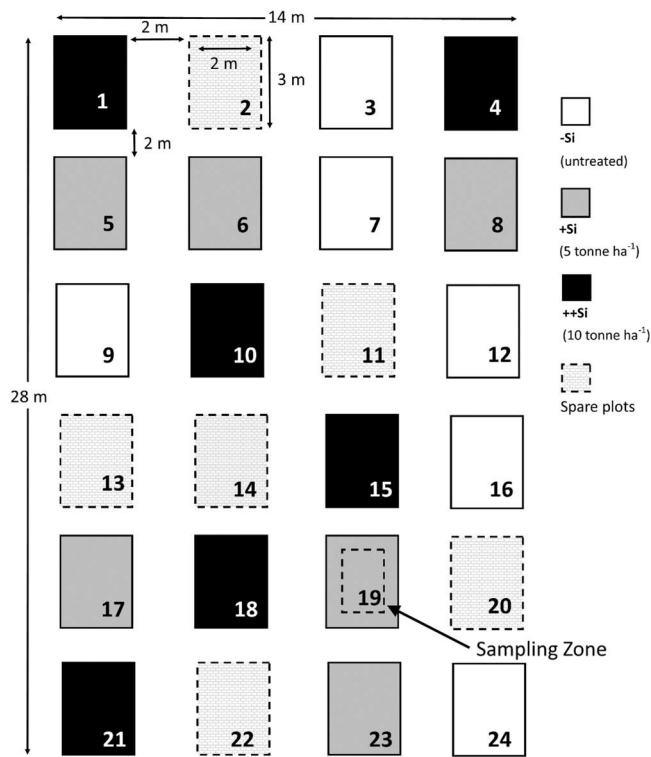 14 m
2 m
2 m
3 m
1
2
3
4
2 m
5
6
7
8
9
10
11
12
28 m
13
14
15
16
17
18
19
20
Sampling Zone
21
22
23
24
-Si
(untreated)
+Si
(5 tonne ha⁻¹)
++Si
(10 tonne ha⁻¹)
Spare plots